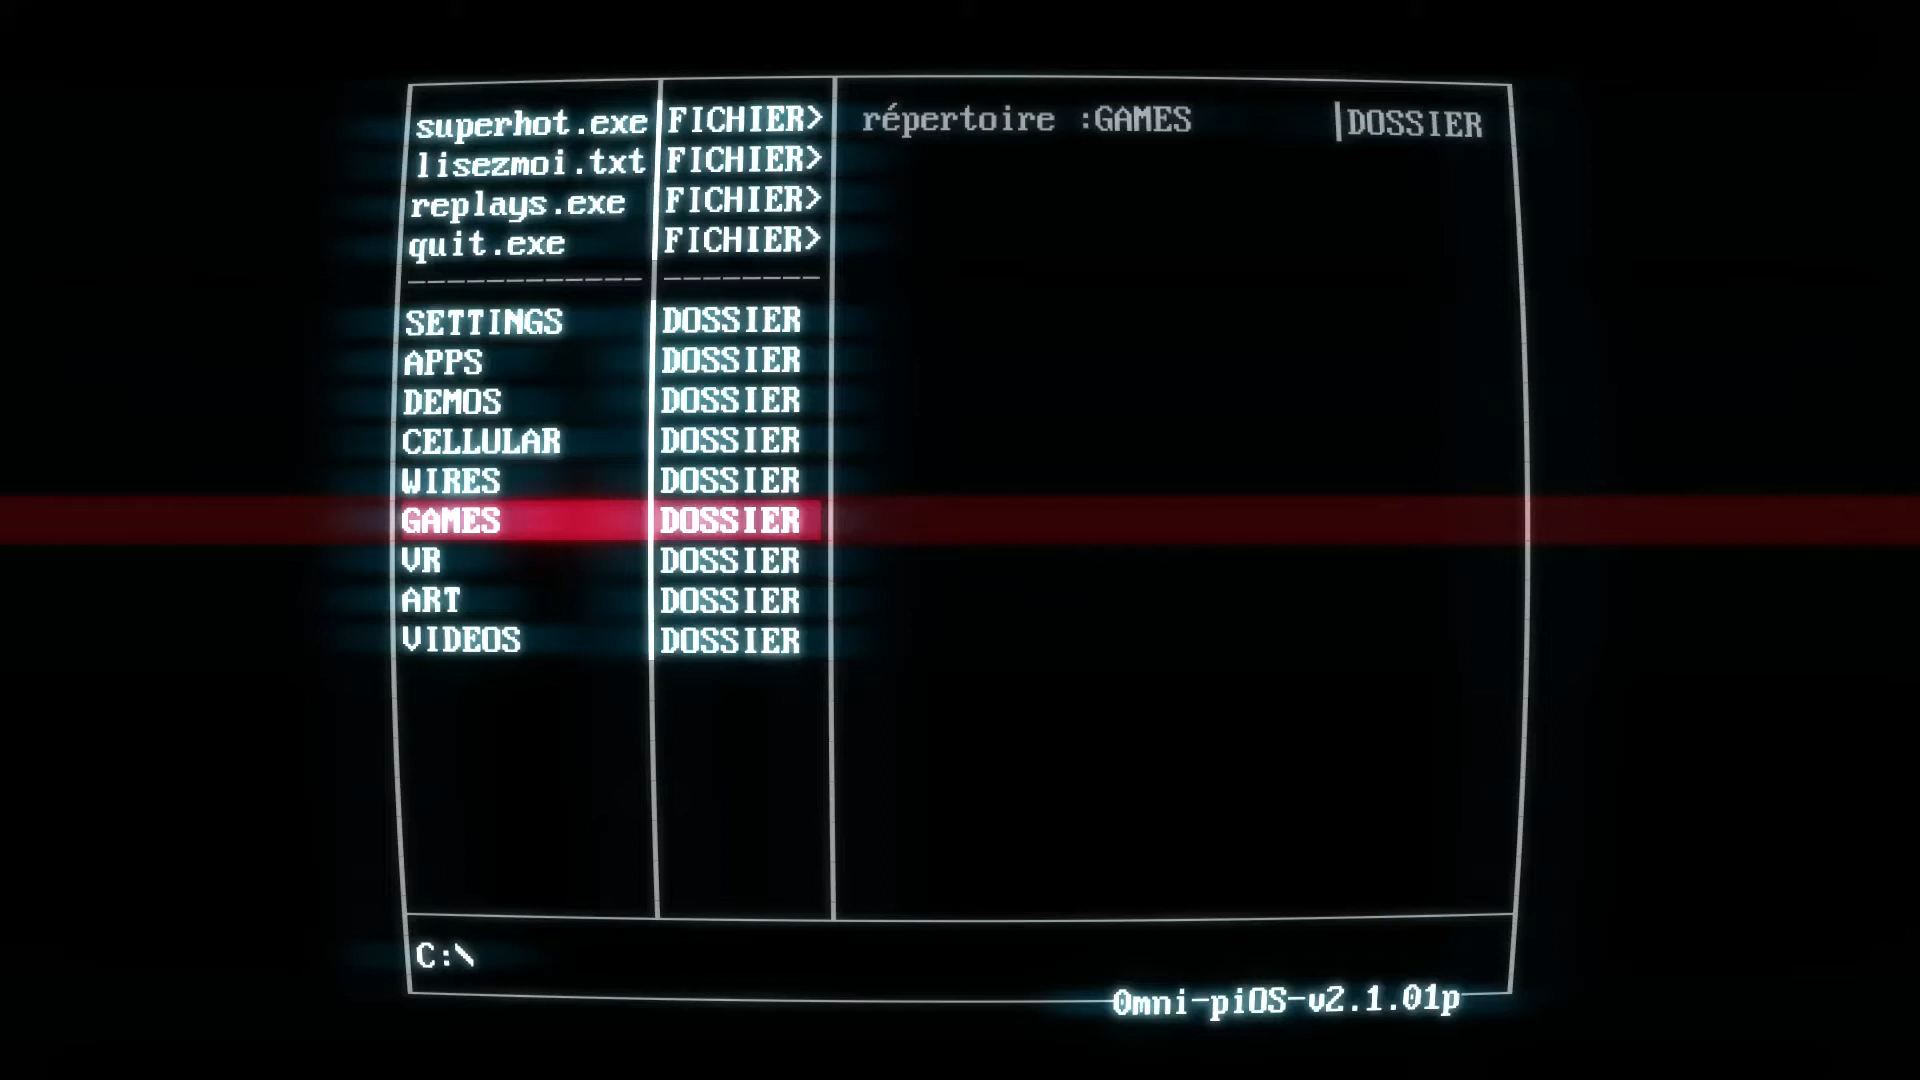 superhot.exe FICHIER>
lisezmoi.txt FICHIER>
replays.exe FICHIER>
quit.exe FICHIER>
SETTINGS DOSSIER
APPS DOSSIER
DEMOS DOSSIER
CELLULAR DOSSIER
WIRES DOSSIER
GAMES DOSSIER
VR DOSSIER
ART DOSSIER
VIDEOS DOSSIER
répertoire :GAMES |DOSSIER
C:\
Omni-piOS-v2.1.01p